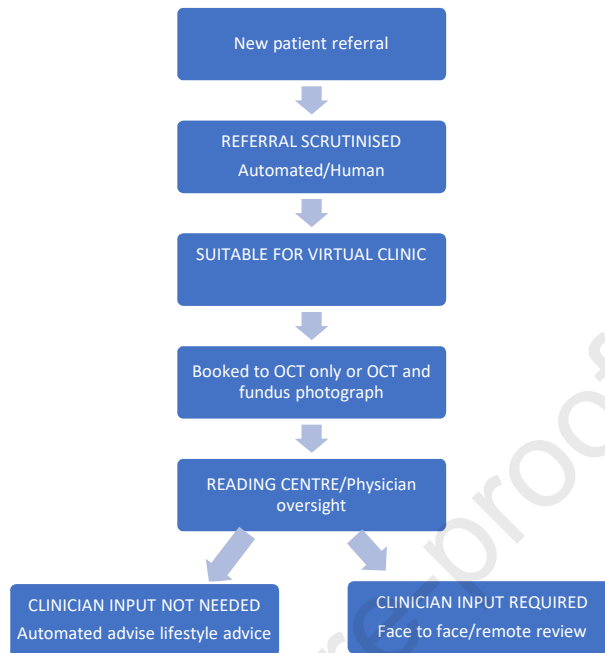 New patient referral
REFERRAL SCRUTINISED
Automated/Human
SUITABLE FOR VIRTUAL CLINIC
Booked to OCT only or OCT and
fundus photograph
READING CENTRE/Physician
oversight
CLINICIAN INPUT NOT NEEDED
Automated advise lifestyle advice
CLINICIAN INPUT REQUIRED
Face to face/remote review
re-proof